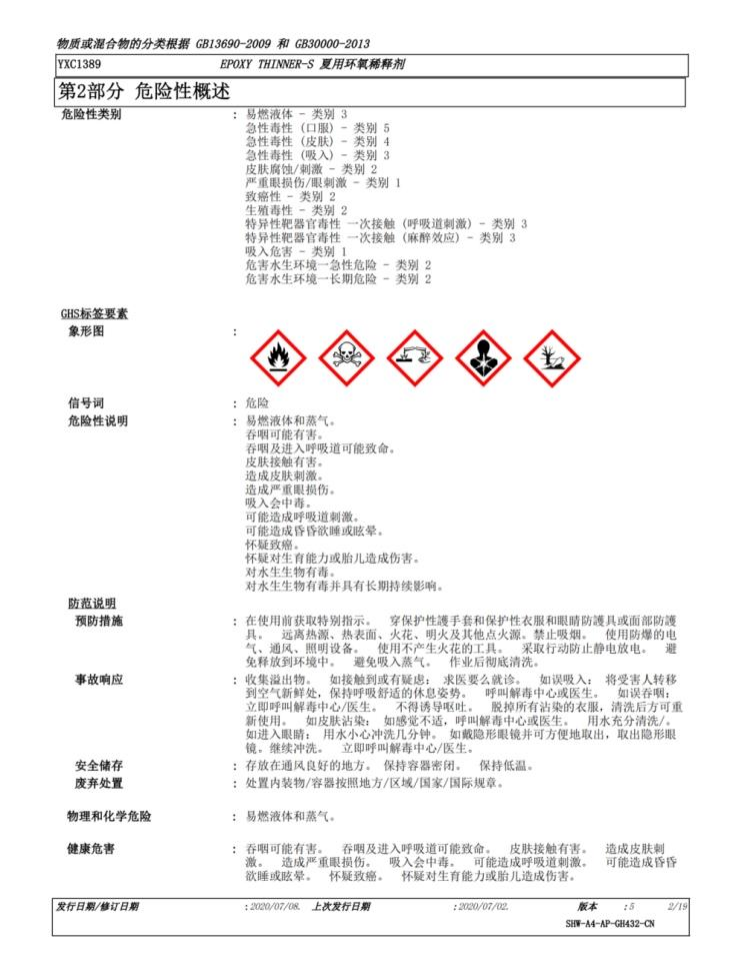 物质或混合物的分类根据 GB13690-2009 和 GB30000-2013
YXC1389 EPOXY THINNER-S 夏用环氧稀释剂
第2部分 危险性概述
危险性类别 : 易燃液体 - 类别 3
急性毒性 (口服) - 类别 5
急性毒性 (皮肤) - 类别 4
急性毒性 (吸入) - 类别 3
皮肤腐蚀/刺激 - 类别 2
严重眼损伤/眼刺激 - 类别 1
致癌性 - 类别 2
生殖毒性 - 类别 2
特异性靶器官毒性 一次接触 (呼吸道刺激) - 类别 3
特异性靶器官毒性 一次接触 (麻醉效应) - 类别 3
吸入危害 - 类别 1
危害水生环境一急性危险 - 类别 2
危害水生环境一长期危险 - 类别 2
GHS标签要素
象形图 :
信号词 : 危险
危险性说明 : 易燃液体和蒸气。
吞咽可能有害。
吞咽及进入呼吸道可能致命。
皮肤接触有害。
造成皮肤刺激。
造成严重眼损伤。
吸入会中毒。
可能造成呼吸道刺激。
可能造成昏昏欲睡或眩晕。
怀疑致癌。
怀疑对生育能力或胎儿造成伤害。
对水生生物有毒。
对水生生物有毒并具有长期持续影响。
防范说明
预防措施 : 在使用前获取特别指示。 穿保护性護手套和保护性衣服和眼睛防護具或面部防護
具。 远离热源、热表面、火花、明火及其他点火源。禁止吸烟。 使用防爆的电
气、通风、照明设备。 使用不产生火花的工具。 采取行动防止静电放电。 避
免释放到环境中。 避免吸入蒸气。 作业后彻底清洗。
事故响应 : 收集溢出物。 如接触到或有疑虑: 求医要么就诊。 如误吸入: 将受害人转移
到空气新鲜处,保持呼吸舒适的休息姿势。 呼叫解毒中心或医生。 如误吞咽:
立即呼叫解毒中心/医生。 不得诱导呕吐。 脱掉所有沾染的衣服,清洗后方可重
新使用。 如皮肤沾染: 如感觉不适,呼叫解毒中心或医生。 用水充分清洗/。
如进入眼睛: 用水小心冲洗几分钟。 如戴隐形眼镜并可方便地取出,取出隐形眼
镜。继续冲洗。 立即呼叫解毒中心/医生。
安全储存 : 存放在通风良好的地方。 保持容器密闭。 保持低温。
废弃处置 : 处置内装物/容器按照地方/区域/国家/国际规章。
物理和化学危险 : 易燃液体和蒸气。
健康危害 : 吞咽可能有害。 吞咽及进入呼吸道可能致命。 皮肤接触有害。 造成皮肤刺
激。 造成严重眼损伤。 吸入会中毒。 可能造成呼吸道刺激。 可能造成昏昏
欲睡或眩晕。 怀疑致癌。 怀疑对生育能力或胎儿造成伤害。
发行日期/修订日期 : 2020/07/08. 上次发行日期 : 2020/07/02. 版本 : 5 2/19
SHW-A4-AP-GH432-CN